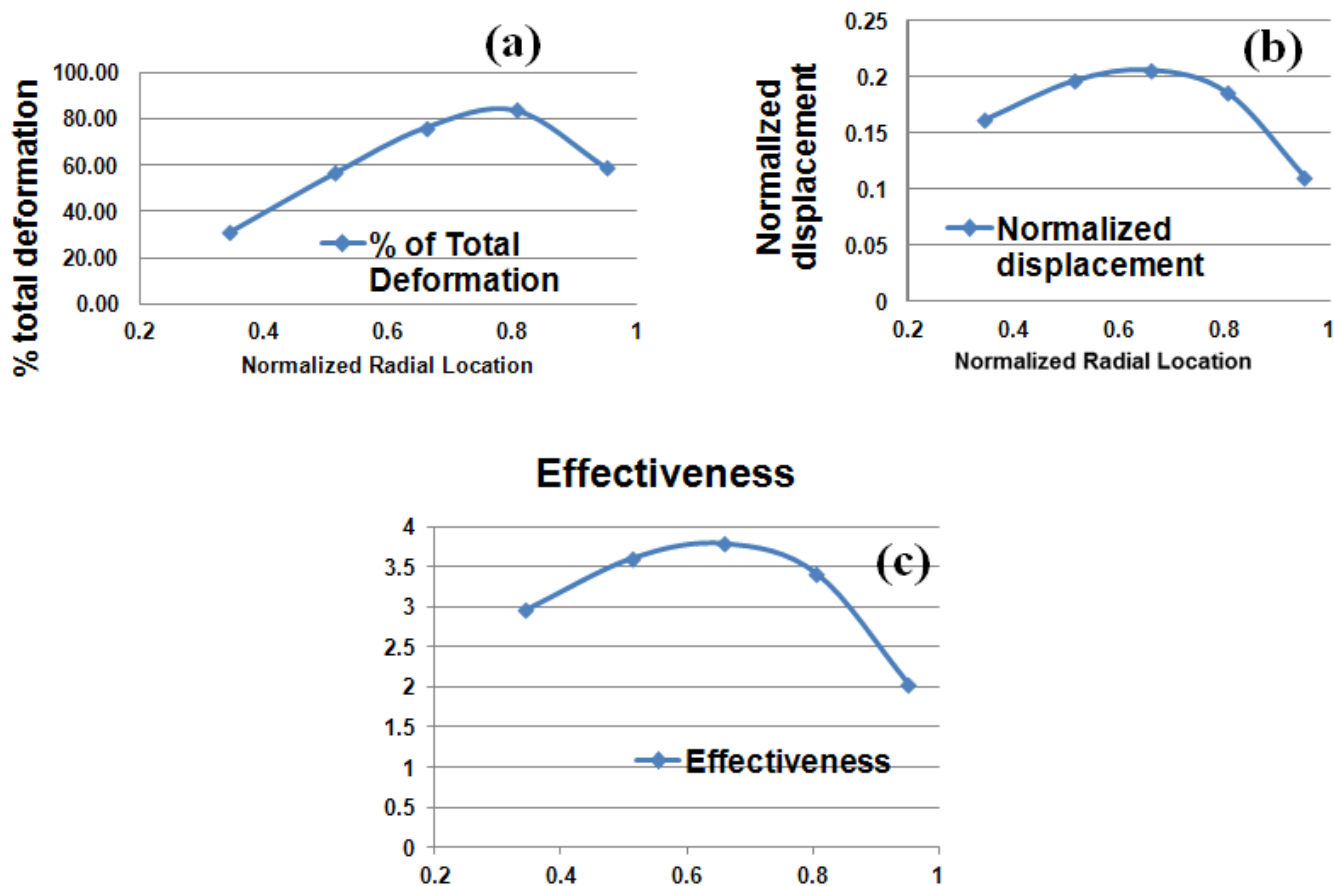 (a)
100.00
80.00
60.00
40.00
20.00
0.00
% total deformation
% of Total
Deformation
0.2 0.4 0.6 0.8 1
Normalized Radial Location
(b)
0.25
0.2
0.15
0.1
0.05
0
Normalized
dIsplacement
Normalized
displacement
0.2 0.4 0.6 0.8 1
Normalized Radial Location
Effectiveness
(c)
4
3.5
3
2.5
2
1.5
1
0.5
0
Effectiveness
0.2 0.4 0.6 0.8 1